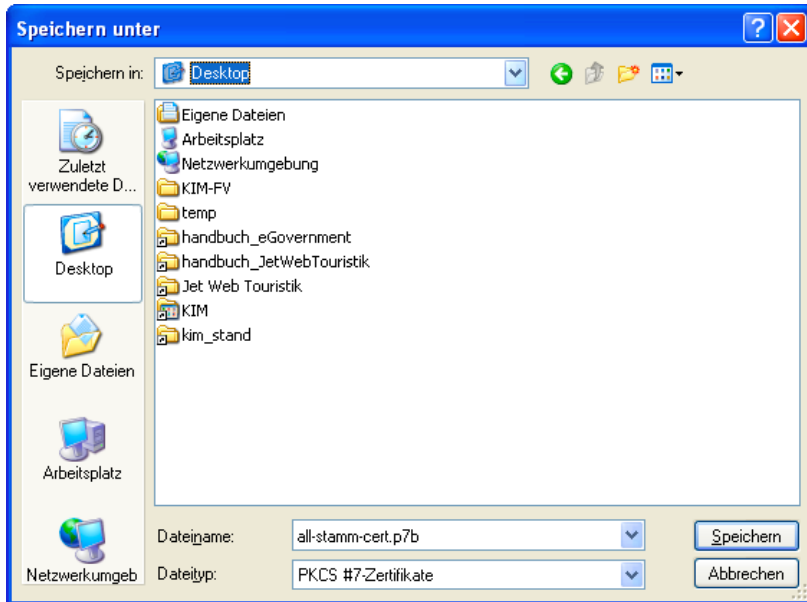 Speichern unter
Speichern in:
Desktop
Zuletzt
verwendete D...
Desktop
Eigene Dateien
Arbeitsplatz
Netzwerkumgeb
Eigene Dateien
Arbeitsplatz
Netzwerkumgebung
KIM-FV
temp
handbuch_eGovernment
handbuch_JetWebTouristik
Jet Web Touristik
KIM
kim_stand
Dateiname:
all-stamm-cert.p7b
Speichern
Dateityp:
PKCS #7-Zertifikate
Abbrechen